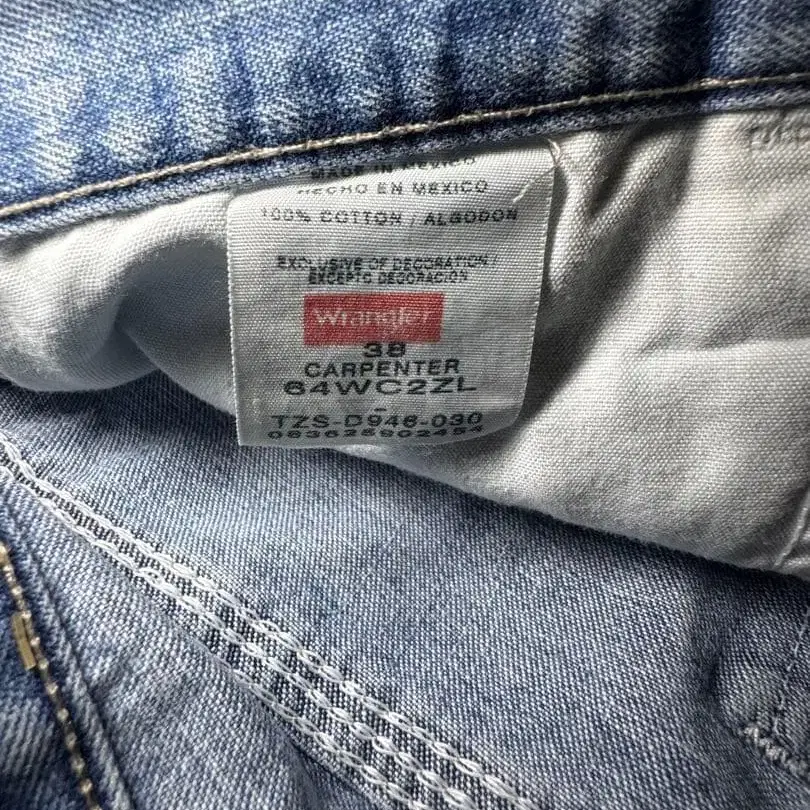 MADE IN MEXICO
HECHO EN MEXICO
100% COTTON / ALGODON
EXCLUSIVE OF DECORATION /
EXCEPTO DECORACION
Wrangler
38
CARPENTER
64WC2ZL
-
TZS-D946-030